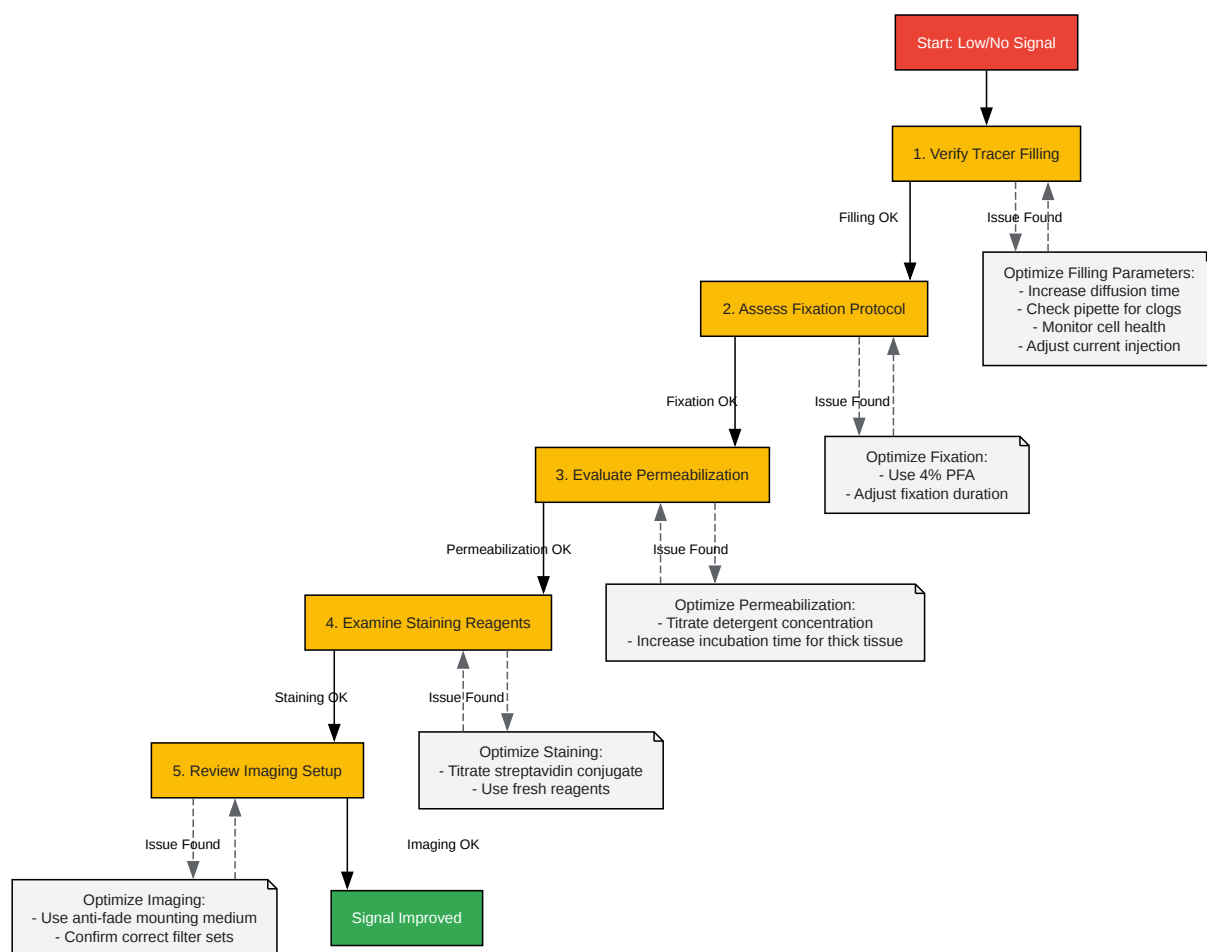 Start: Low/No Signal
1. Verify Tracer Filling
Filling OK
Issue Found
Optimize Filling Parameters:
- Increase diffusion time
- Check pipette for clogs
- Monitor cell health
- Adjust current injection
2. Assess Fixation Protocol
Fixation OK
Issue Found
Optimize Fixation:
- Use 4% PFA
- Adjust fixation duration
3. Evaluate Permeabilization
Permeabilization OK
Issue Found
Optimize Permeabilization:
- Titrate detergent concentration
- Increase incubation time for thick tissue
4. Examine Staining Reagents
Staining OK
Issue Found
Optimize Staining:
- Titrate streptavidin conjugate
- Use fresh reagents
5. Review Imaging Setup
Issue Found
Imaging OK
Optimize Imaging:
- Use anti-fade mounting medium
- Confirm correct filter sets
Signal Improved